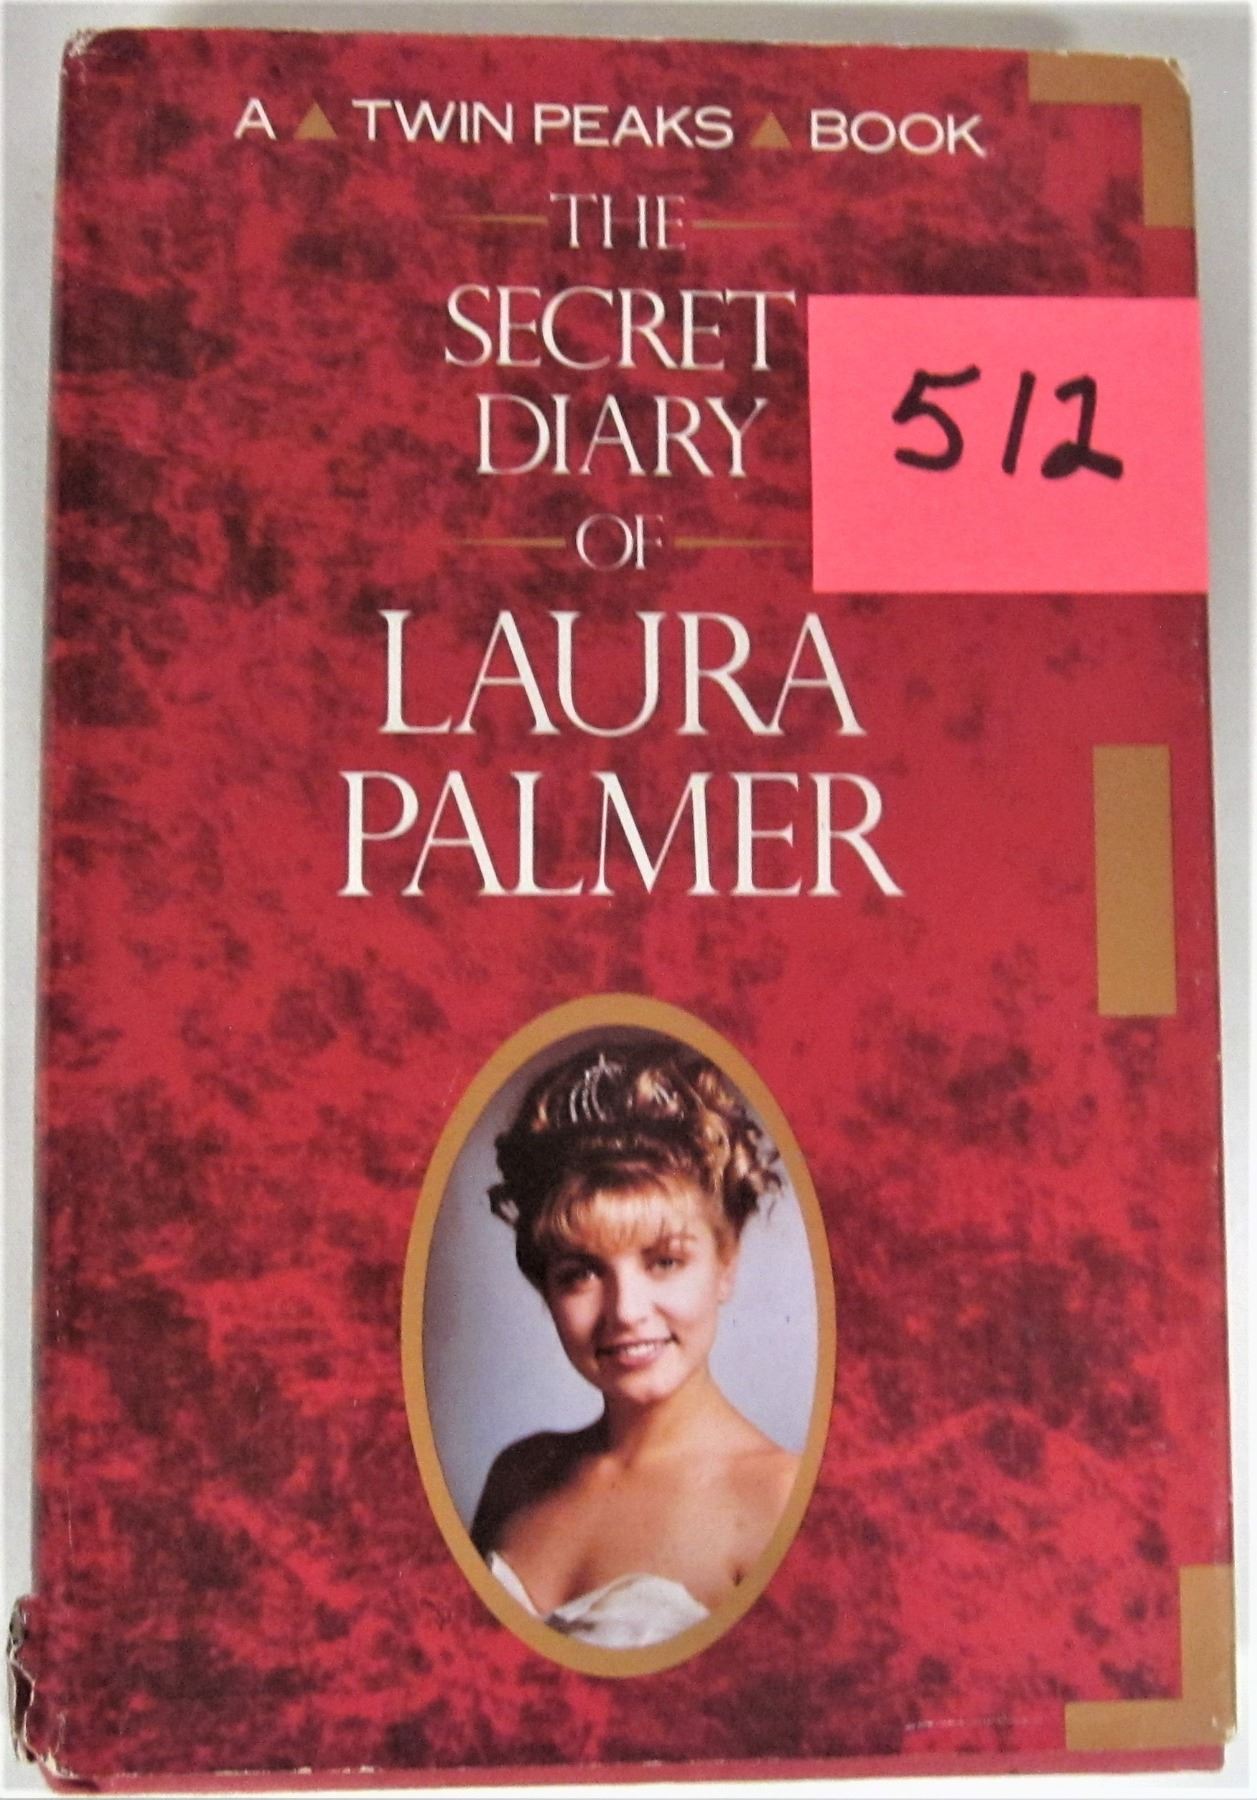 A ▲ TWIN PEAKS ▲ BOOK
THE
SECRET
DIARY
OF
LAURA
PALMER
512